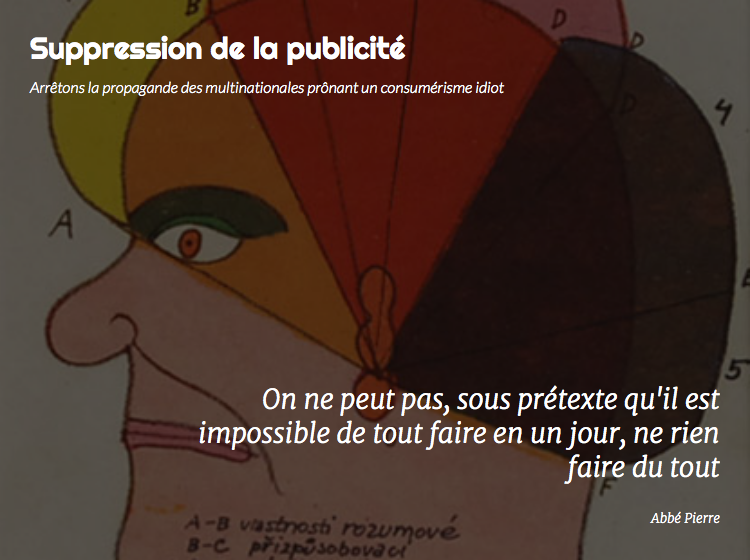 Suppression de la publicité
Arrêtons la propagande des multinationales prônant un consumérisme idiot
B
D
D
D
4
A
5
On ne peut pas, sous prétexte qu'il est
impossible de tout faire en un jour, ne rien
faire du tout
F
Abbé Pierre
A-B vlastnosti rozumové
B-C přizpůsobovací